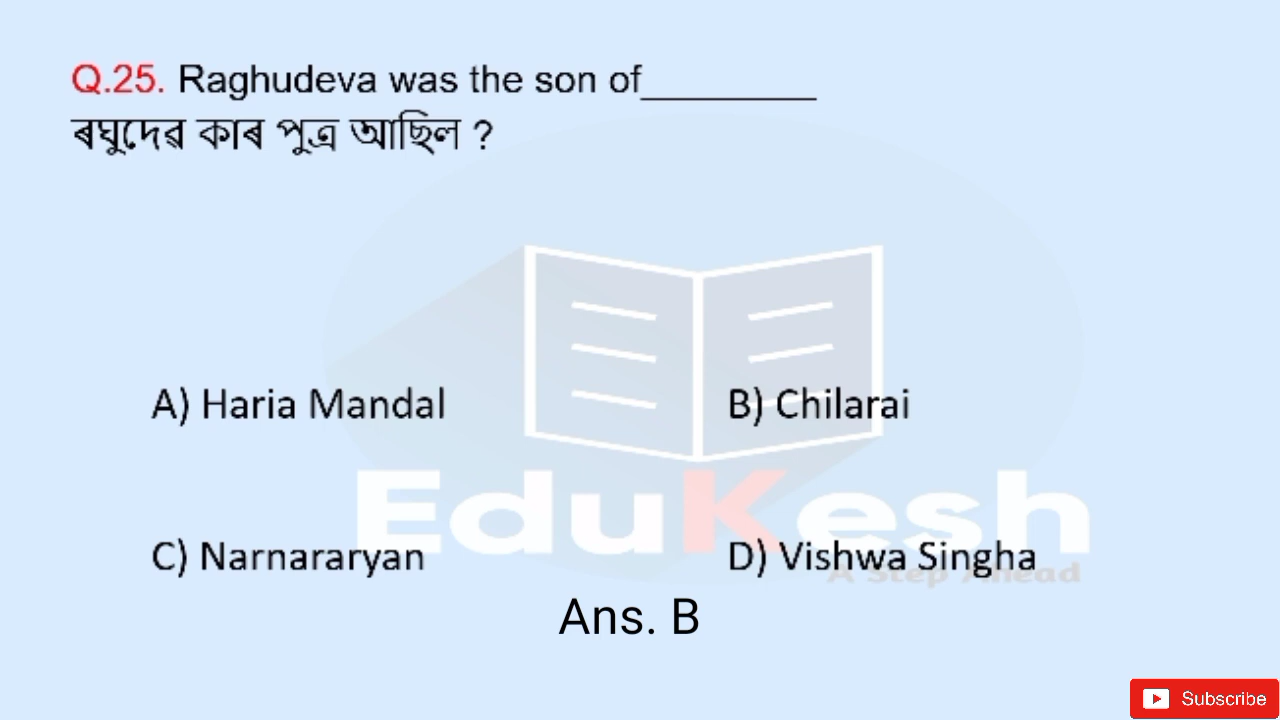 Q.25. Raghudeva was the son of_________
ৰঘুদেৱ কাৰ পুত্ৰ আছিল ?
A) Haria Mandal
B) Chilarai
EduKesh
C) Narnararyan
D) Vishwa Singha
A Step Ahead
Ans. B
Subscribe